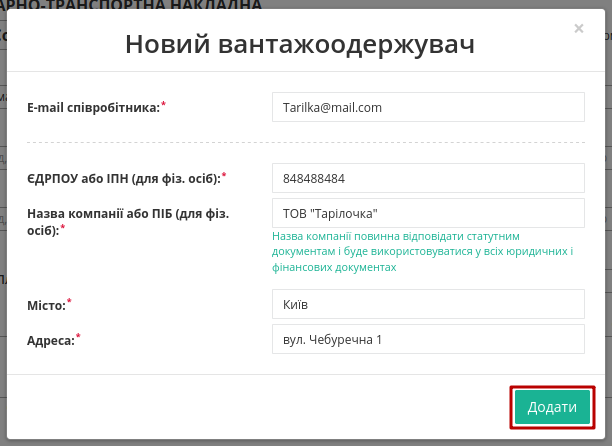 АРНО-ТРАНСПОРТНА НАКЛАДНА
×
Новий вантажоодержувач
E-mail співробітника:*
Tarilka@mail.com
ЄДРПОУ або ІПН (для фіз. осіб):*
848488484
Назва компанії або ПІБ (для фіз.
осіб):*
ТОВ "Тарілочка"
Назва компанії повинна відповідати статутним
документам і буде використовуватися у всіх юридичних і
фінансових документах
Місто:*
Київ
Адреса:*
вул. Чебуречна 1
Додати